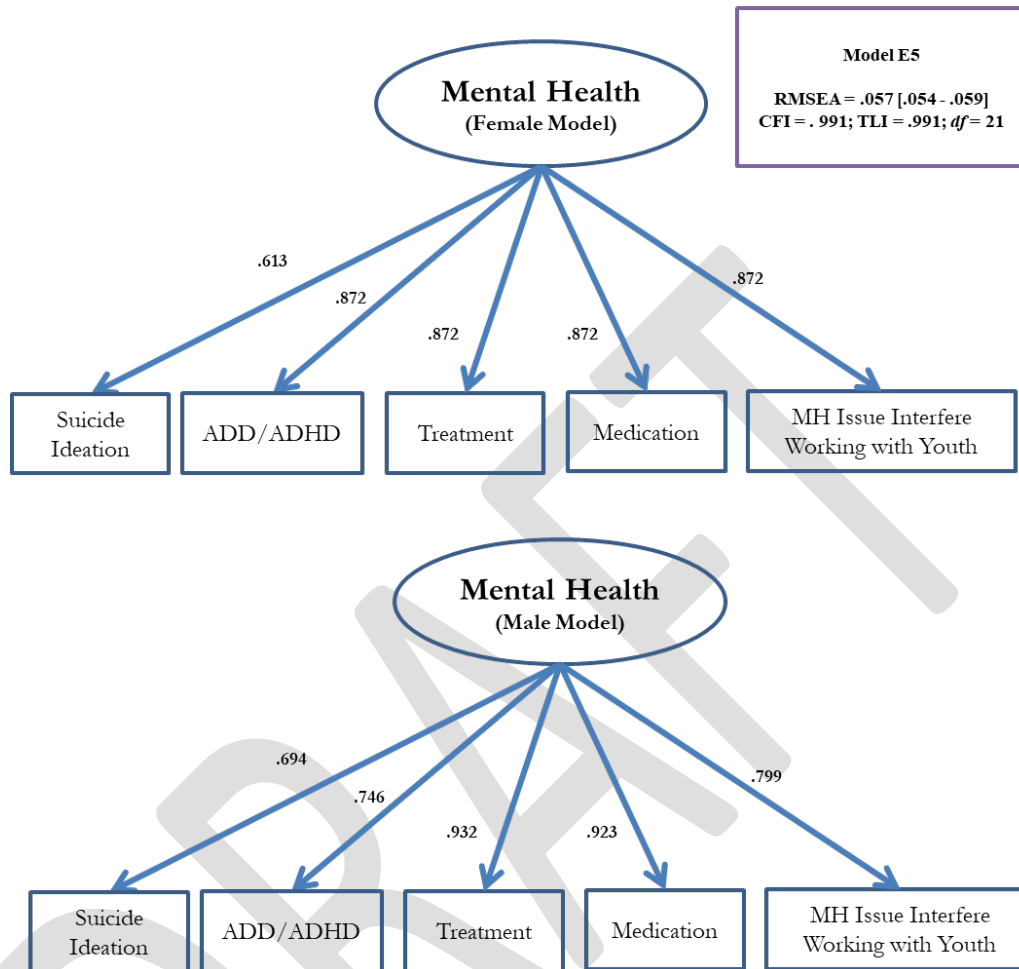 Model E5
RMSEA = .057 [.054 - .059]
CFI = . 991; TLI = .991; df = 21
Mental Health
(Female Model)
.613
.872
.872
.872
.872
Suicide
Ideation
ADD/ADHD
Treatment
Medication
MH Issue Interfere
Working with Youth
Mental Health
(Male Model)
.694
.746
.932
.923
.799
Suicide
Ideation
ADD/ADHD
Treatment
Medication
MH Issue Interfere
Working with Youth
DRAFT